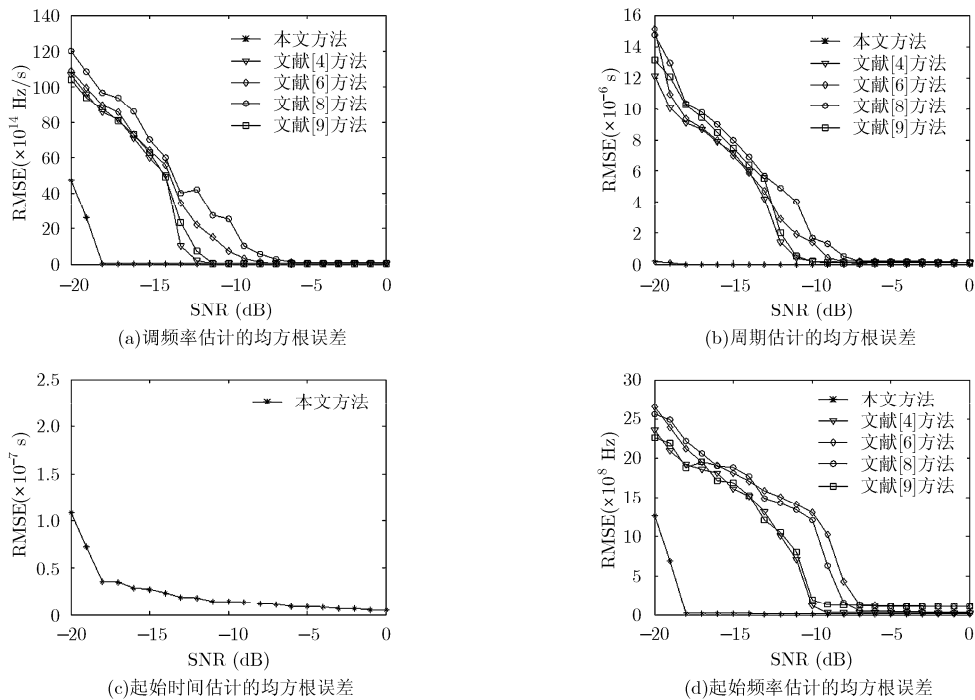 140
120
100
80
60
40
20
0
RMSE(×10¹⁴ Hz/s)
本文方法
文献[4]方法
文献[6]方法
文献[8]方法
文献[9]方法
−20 −15 −10 −5 0
SNR (dB)
(a)调频率估计的均方根误差
16
14
12
10
8
6
4
2
0
RMSE(×10⁻⁶ s)
本文方法
文献[4]方法
文献[6]方法
文献[8]方法
文献[9]方法
−20 −15 −10 −5 0
SNR (dB)
(b)周期估计的均方根误差
2.5
2.0
1.5
1.0
0.5
0
RMSE(×10⁻⁷ s)
本文方法
−20 −15 −10 −5 0
SNR (dB)
(c)起始时间估计的均方根误差
30
25
20
15
10
5
0
RMSE(×10⁸ Hz)
本文方法
文献[4]方法
文献[6]方法
文献[8]方法
文献[9]方法
−20 −15 −10 −5 0
SNR (dB)
(d)起始频率估计的均方根误差